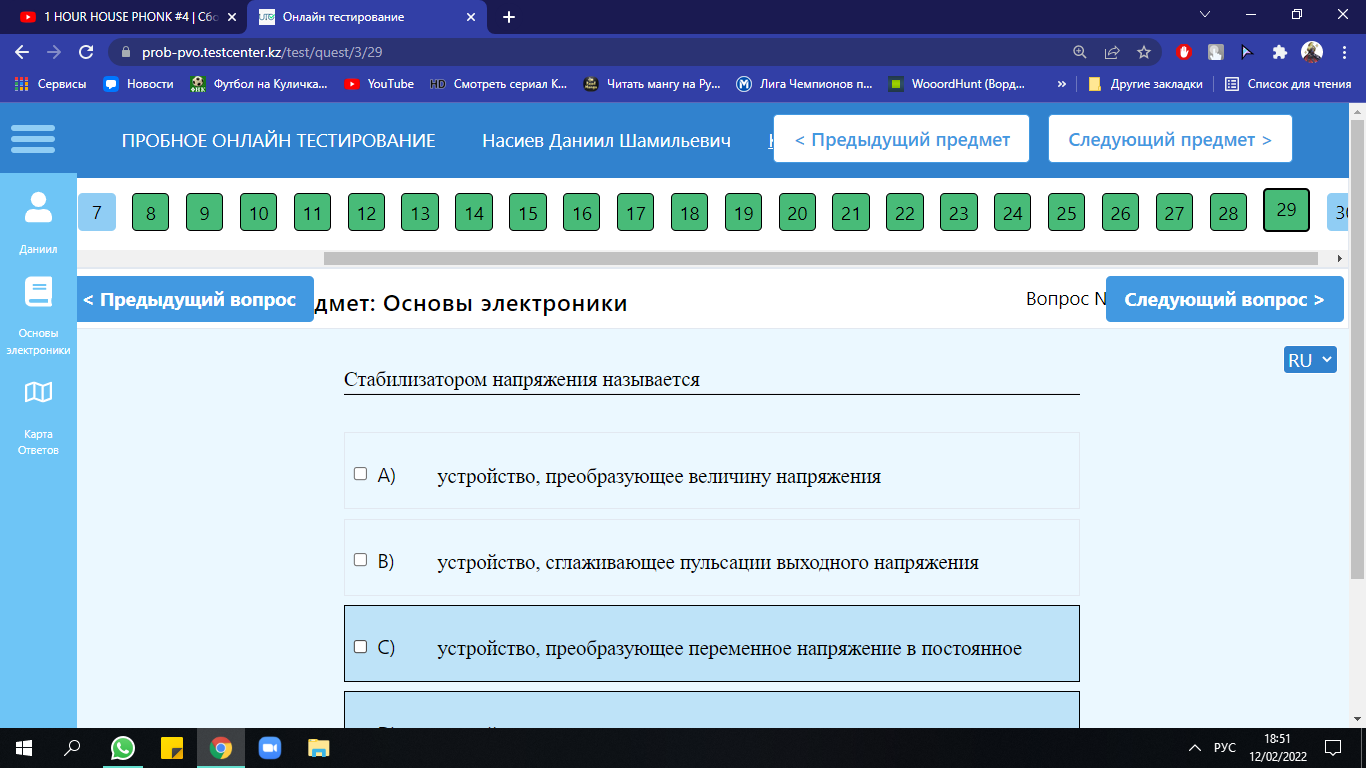 1 HOUR HOUSE PHONK #4 | Сбо
Онлайн тестирование
prob-pvo.testcenter.kz/test/quest/3/29
Сервисы
Новости
Футбол на Куличка...
YouTube
HD Смотреть сериал К...
Читать мангу на Ру...
Лига Чемпионов п...
WooordHunt (Ворд...
»
Другие закладки
Список для чтения
ПРОБНОЕ ОНЛАЙН ТЕСТИРОВАНИЕ
Насиев Даниил Шамильевич
< Предыдущий предмет
Следующий предмет >
7 8 9 10 11 12 13 14 15 16 17 18 19 20 21 22 23 24 25 26 27 28 29 30
Даниил
Основы
электроники
Карта
Ответов
< Предыдущий вопрос
дмет: Основы электроники
Вопрос N
Следующий вопрос >
RU
Стабилизатором напряжения называется
A) устройство, преобразующее величину напряжения
B) устройство, сглаживающее пульсации выходного напряжения
C) устройство, преобразующее переменное напряжение в постоянное
РУС
18:51
12/02/2022